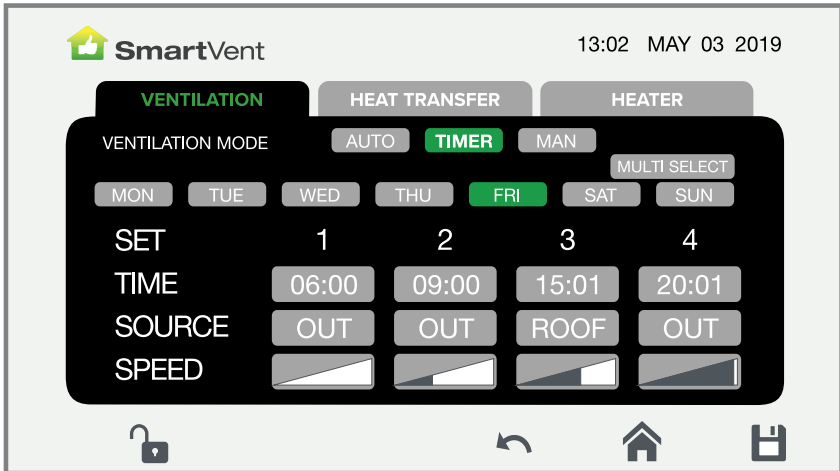 SmartVent
13:02 MAY 03 2019
VENTILATION HEAT TRANSFER HEATER
VENTILATION MODE AUTO TIMER MAN
MULTI SELECT
MON TUE WED THU FRI SAT SUN
SET 1 2 3 4
TIME 06:00 09:00 15:01 20:01
SOURCE OUT OUT ROOF OUT
SPEED